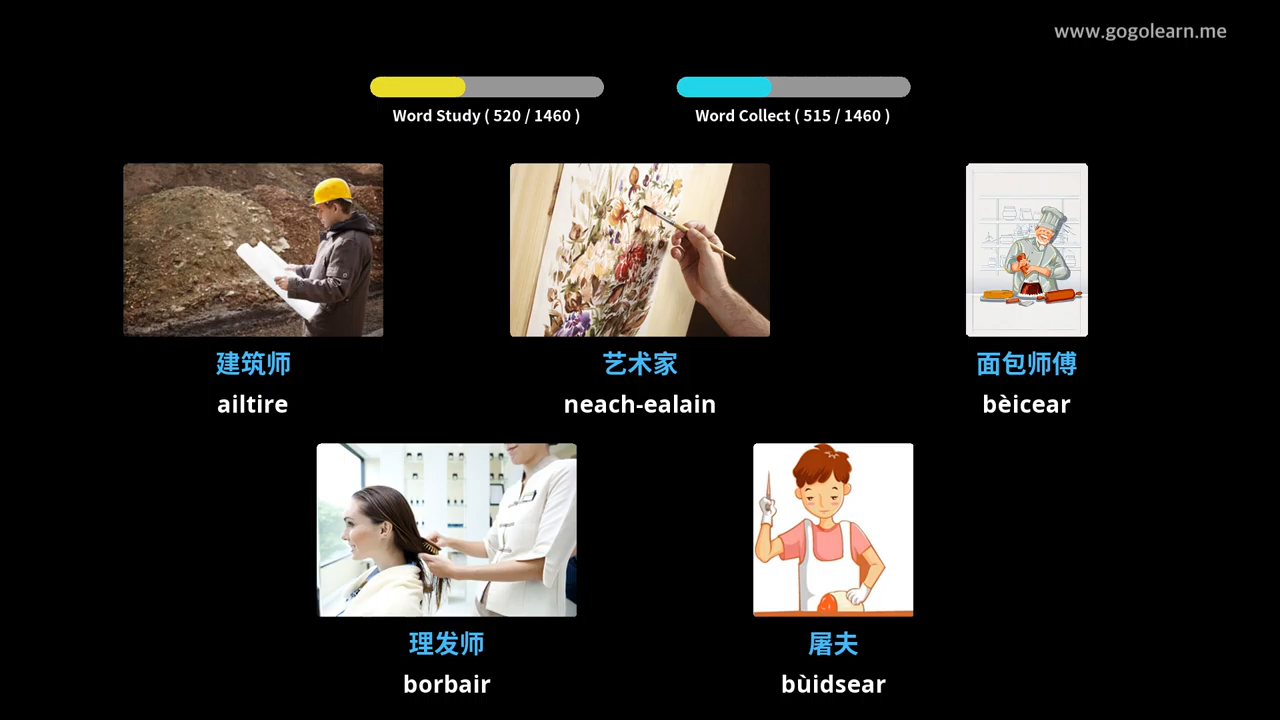 www.gogolearn.me
Word Study ( 520 / 1460 )
Word Collect ( 515 / 1460 )
建筑师
ailtire
艺术家
neach-ealain
面包师傅
bèicear
理发师
borbair
屠夫
bùidsear